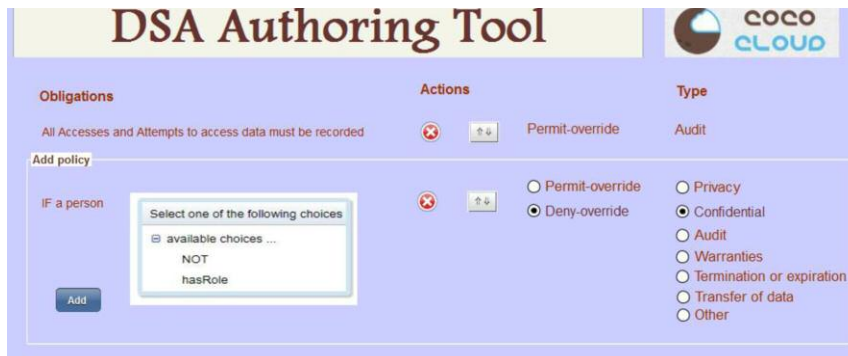 DSA Authoring Tool
COCO
CLOUD
Obligations Actions Type
All Accesses and Attempts to access data must be recorded Permit-override Audit
Add policy
IF a person
Select one of the following choices
available choices ...
NOT
hasRole
Add
Permit-override
Deny-override
Privacy
Confidential
Audit
Warranties
Termination or expiration
Transfer of data
Other